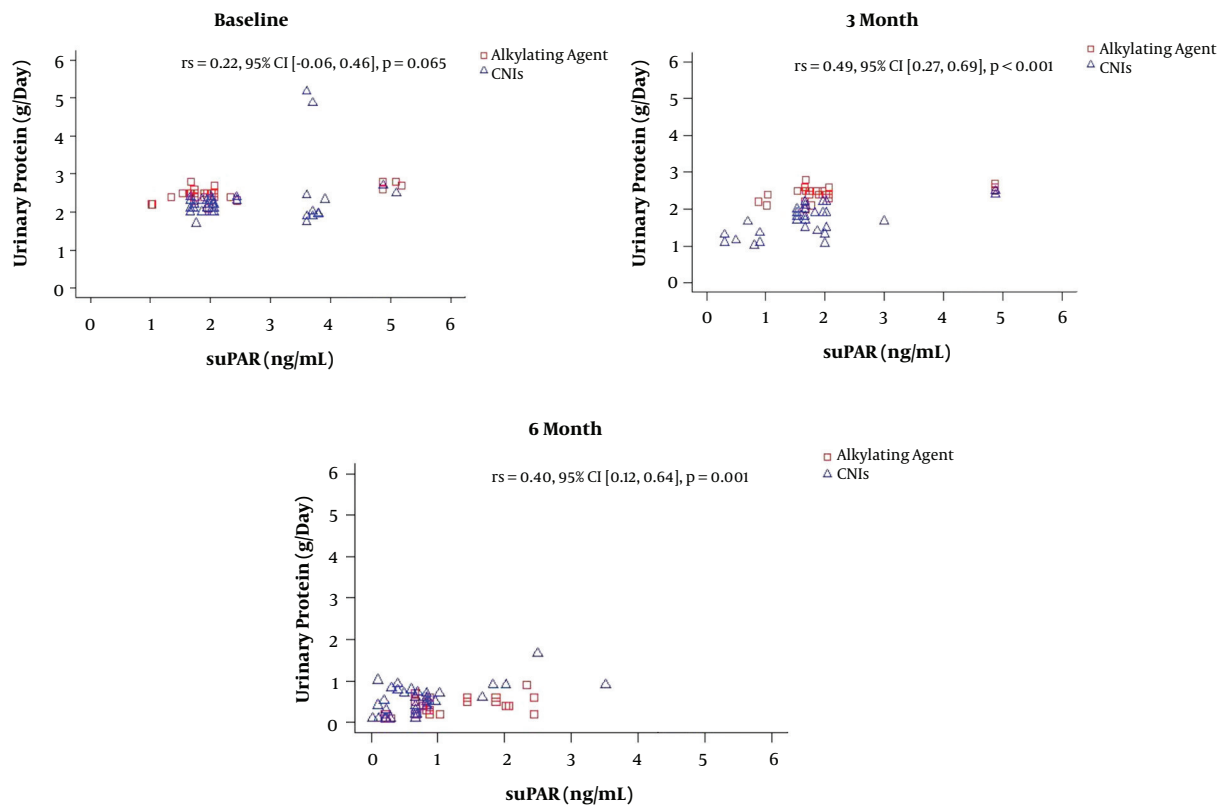 Baseline
rs = 0.22, 95% CI [-0.06, 0.46], p = 0.065
Alkylating Agent
CNIs
Urinary Protein (g/Day)
6
5
4
3
2
1
0
0 1 2 3 4 5 6
suPAR (ng/mL)
3 Month
rs = 0.49, 95% CI [0.27, 0.69], p < 0.001
Alkylating Agent
CNIs
Urinary Protein (g/Day)
6
5
4
3
2
1
0
0 1 2 3 4 5 6
suPAR (ng/mL)
6 Month
rs = 0.40, 95% CI [0.12, 0.64], p = 0.001
Alkylating Agent
CNIs
Urinary Protein (g/Day)
6
5
4
3
2
1
0
0 1 2 3 4 5 6
suPAR (ng/mL)